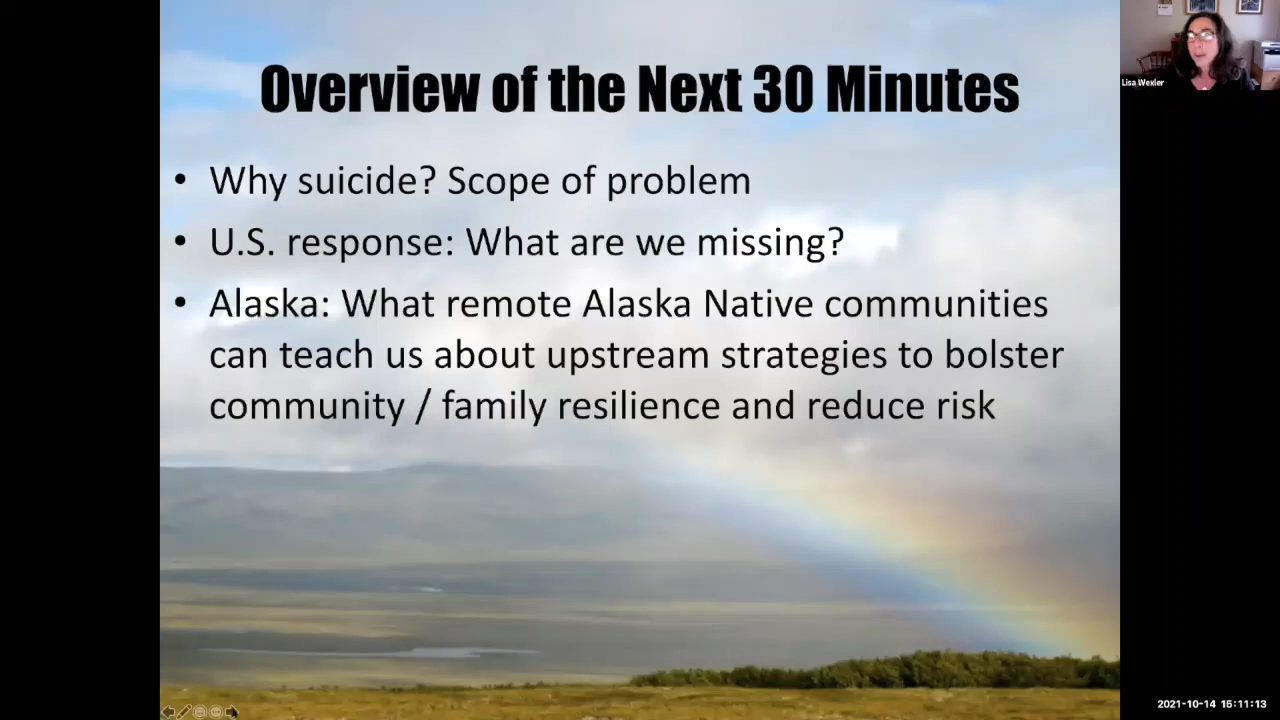 Overview of the Next 30 Minutes
Lisa Wexler
• Why suicide? Scope of problem
• U.S. response: What are we missing?
• Alaska: What remote Alaska Native communities
can teach us about upstream strategies to bolster
community / family resilience and reduce risk
2021-10-14 15:11:13